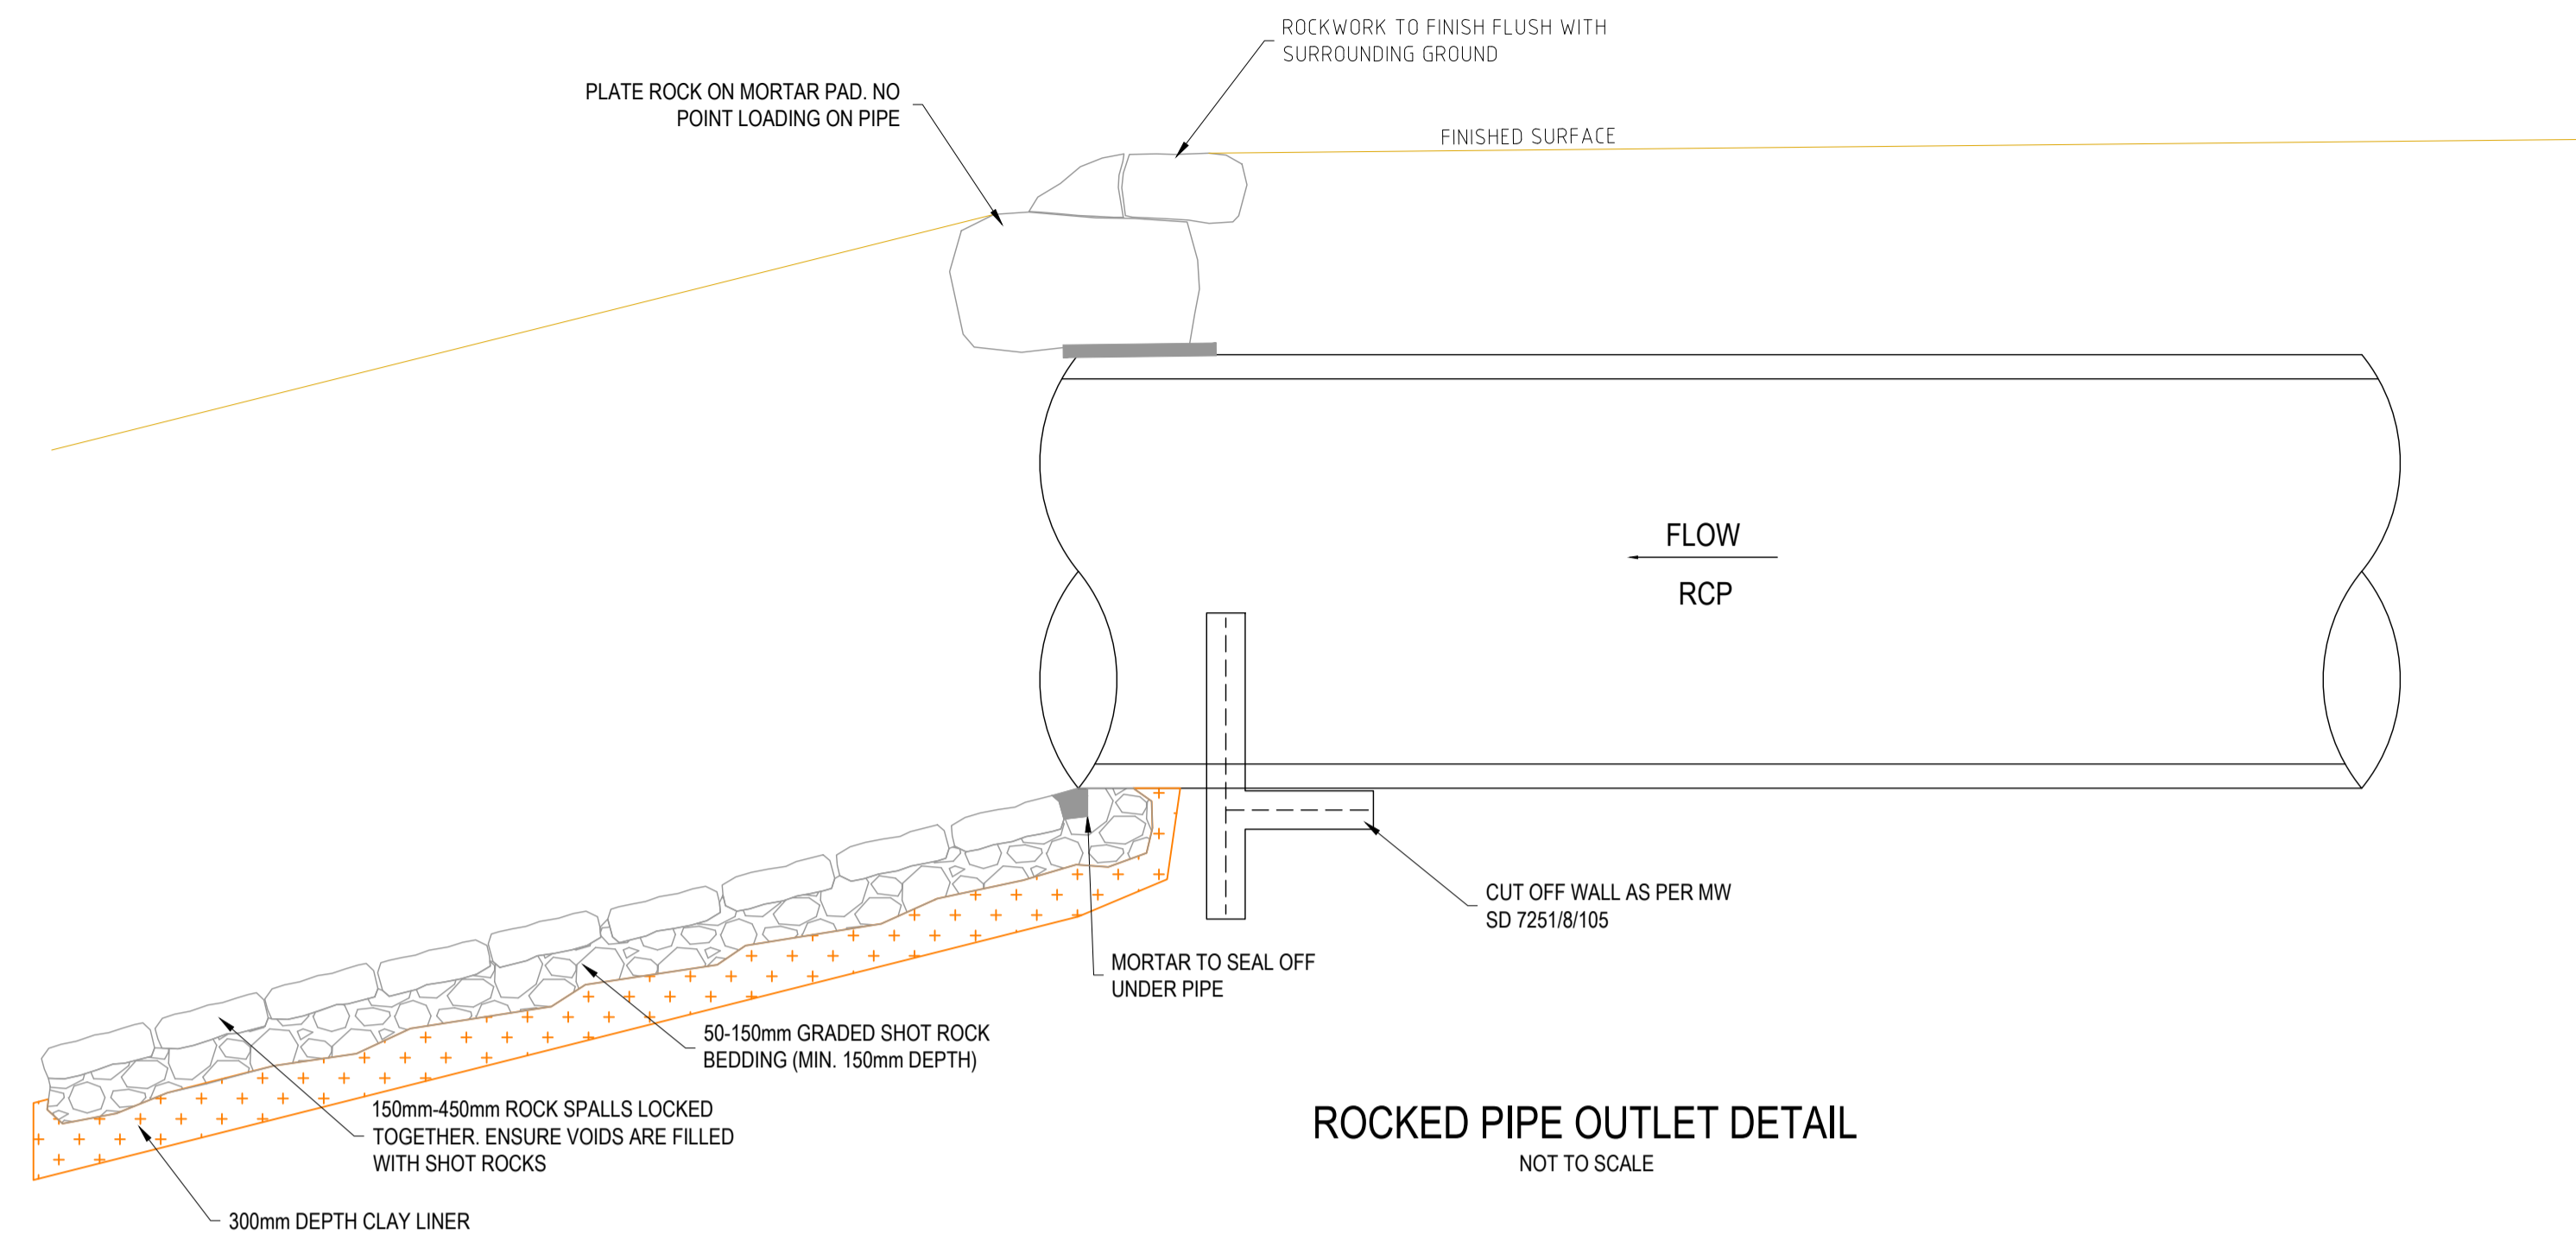 ROCKWORK TO FINISH FLUSH WITH
SURROUNDING GROUND
PLATE ROCK ON MORTAR PAD. NO
POINT LOADING ON PIPE
FINISHED SURFACE
FLOW
RCP
CUT OFF WALL AS PER MW
SD 7251/8/105
MORTAR TO SEAL OFF
UNDER PIPE
50-150mm GRADED SHOT ROCK
BEDDING (MIN. 150mm DEPTH)
150mm-450mm ROCK SPALLS LOCKED
TOGETHER. ENSURE VOIDS ARE FILLED
WITH SHOT ROCKS
300mm DEPTH CLAY LINER
ROCKED PIPE OUTLET DETAIL
NOT TO SCALE